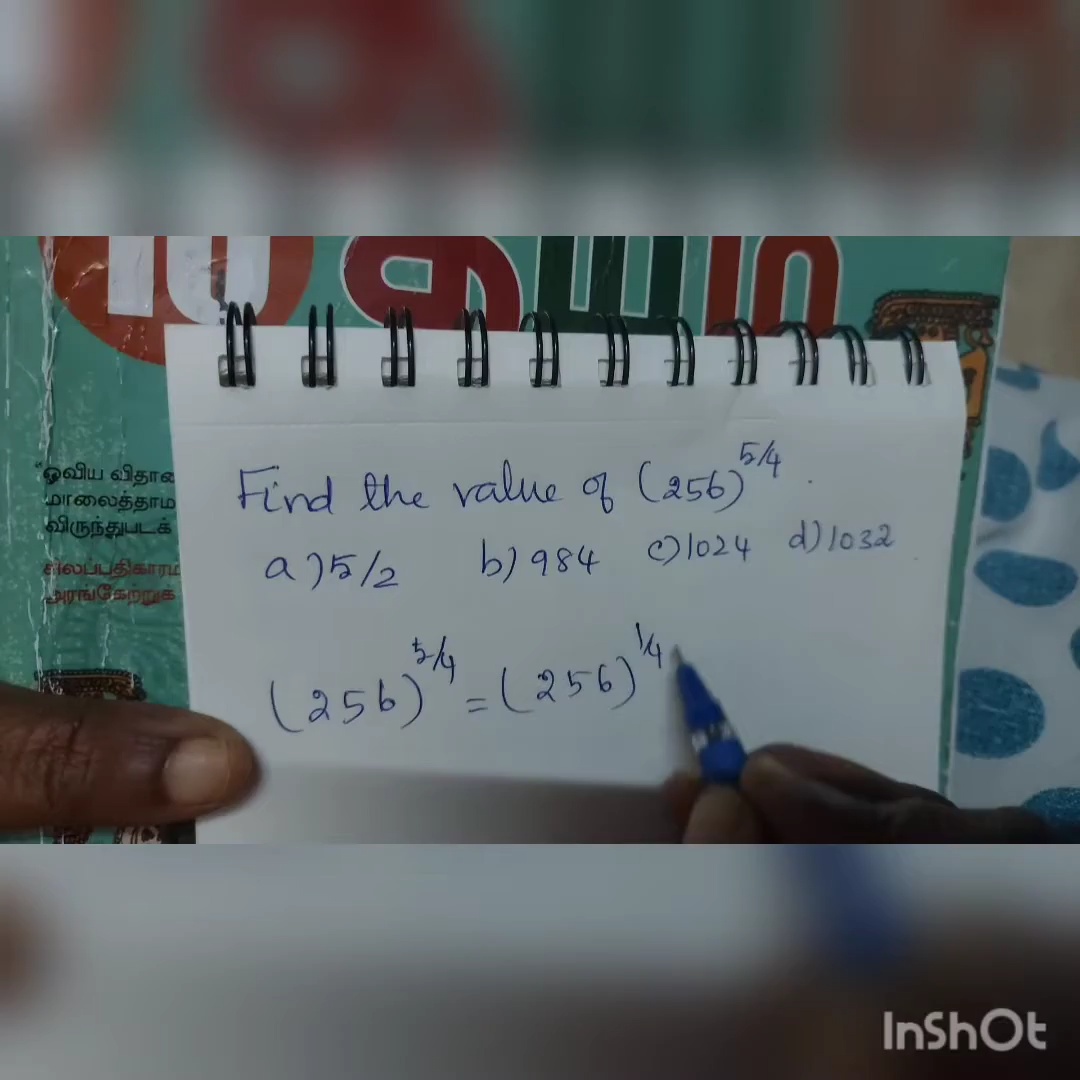 "ஓவிய விதான
மாலைத்தாம
விருந்துபடக்
சிலப்பதிகாரம்
அரங்கேற்றுக
Find the value of (256)^5/4.
a) 5/2 b) 984 c) 1024 d) 1032
(256)^5/4 = (256)^1/4
InShOt